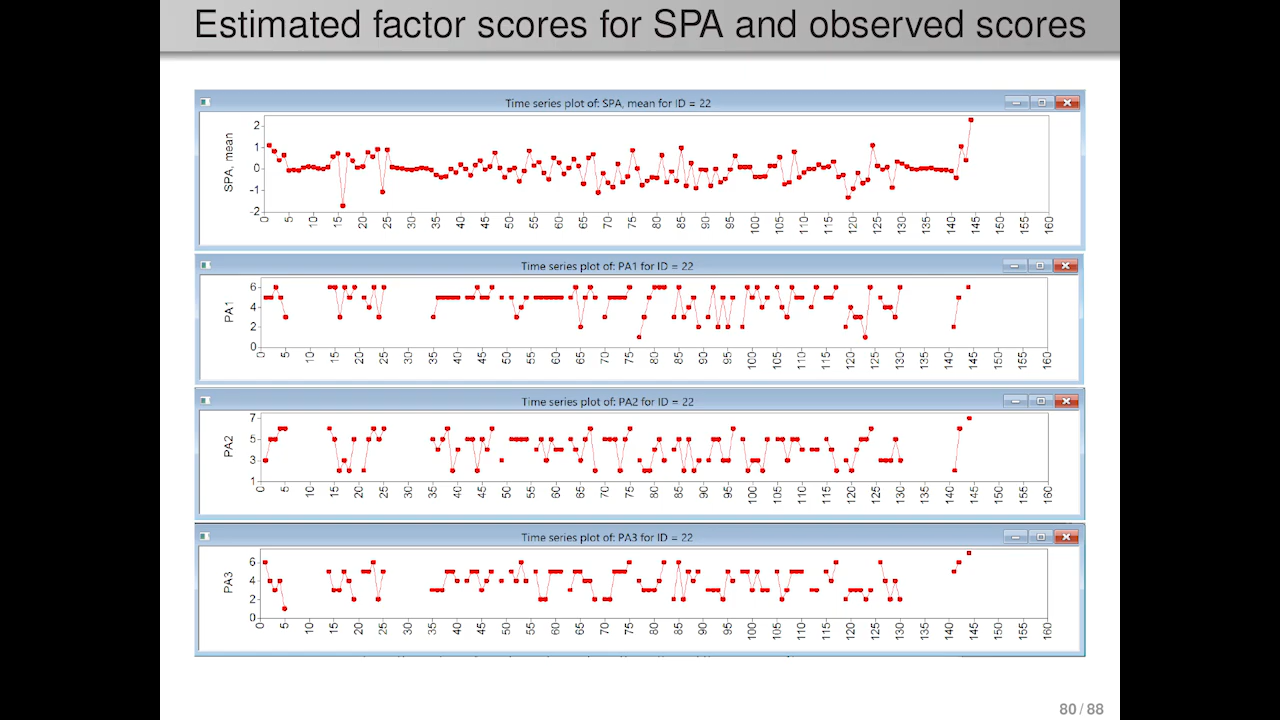 Estimated factor scores for SPA and observed scores
Time series plot of: SPA, mean for ID = 22
SPA, mean
2
1
0
-1
-2
0 5 10 15 20 25 30 35 40 45 50 55 60 65 70 75 80 85 90 95 100 105 110 115 120 125 130 135 140 145 150 155 160
Time series plot of: PA1 for ID = 22
PA1
6
4
2
0
0 5 10 15 20 25 30 35 40 45 50 55 60 65 70 75 80 85 90 95 100 105 110 115 120 125 130 135 140 145 150 155 160
Time series plot of: PA2 for ID = 22
PA2
7
5
3
1
0 5 10 15 20 25 30 35 40 45 50 55 60 65 70 75 80 85 90 95 100 105 110 115 120 125 130 135 140 145 150 155 160
Time series plot of: PA3 for ID = 22
PA3
6
4
2
0
0 5 10 15 20 25 30 35 40 45 50 55 60 65 70 75 80 85 90 95 100 105 110 115 120 125 130 135 140 145 150 155 160
80 / 88